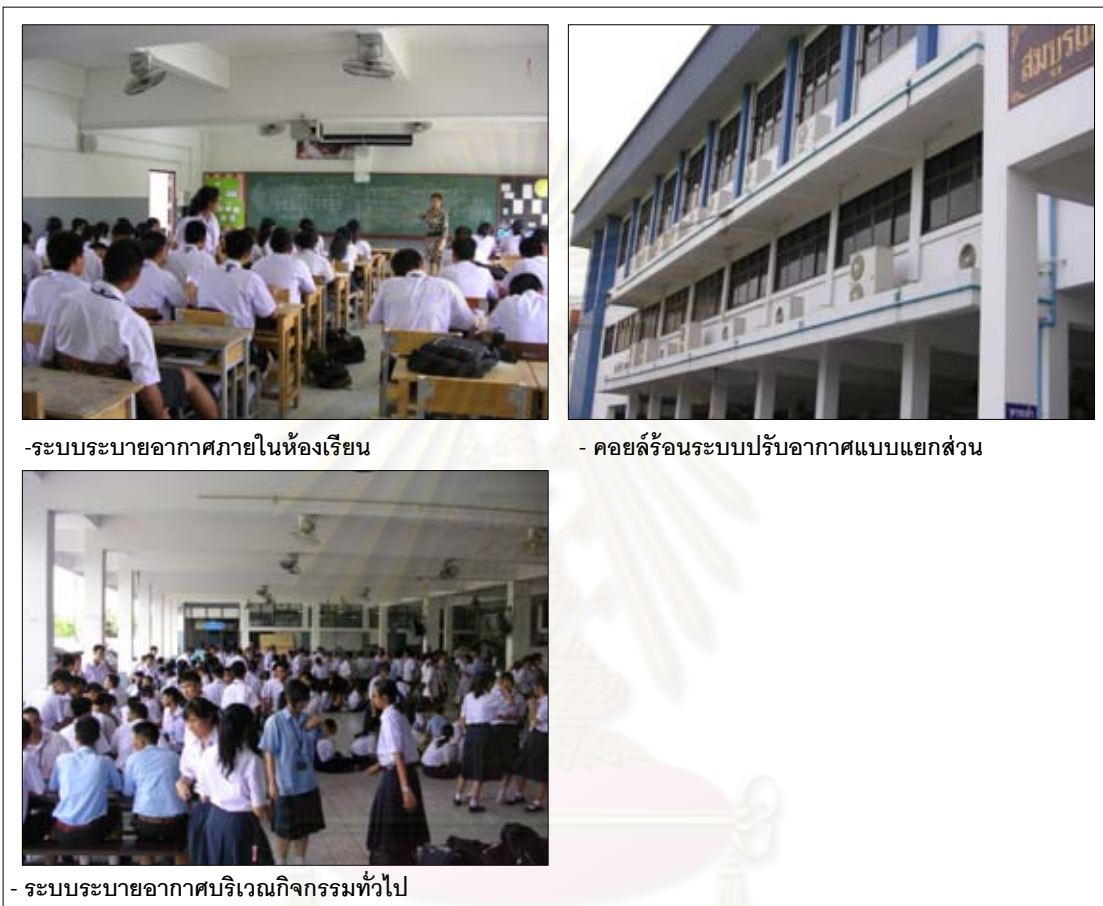 -ระบบระบายอากาศภายในห้องเรียน
- คอยล์ร้อนระบบปรับอากาศแบบแยกส่วน
- ระบบระบายอากาศบริเวณกิจกรรมทั่วไป